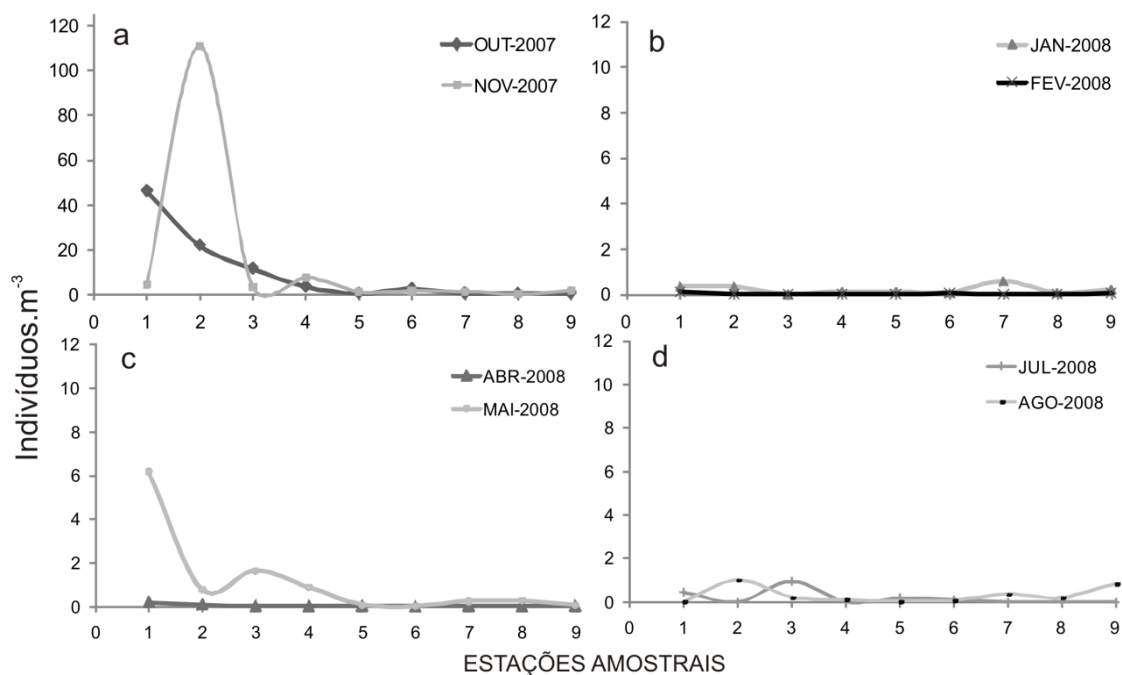 Indivíduos.m⁻³
a
120
100
80
60
40
20
0
0 1 2 3 4 5 6 7 8 9
OUT-2007
NOV-2007
b
12
10
8
6
4
2
0
0 1 2 3 4 5 6 7 8 9
JAN-2008
FEV-2008
c
12
10
8
6
4
2
0
0 1 2 3 4 5 6 7 8 9
ABR-2008
MAI-2008
d
12
10
8
6
4
2
0
0 1 2 3 4 5 6 7 8 9
JUL-2008
AGO-2008
ESTAÇÕES AMOSTRAIS